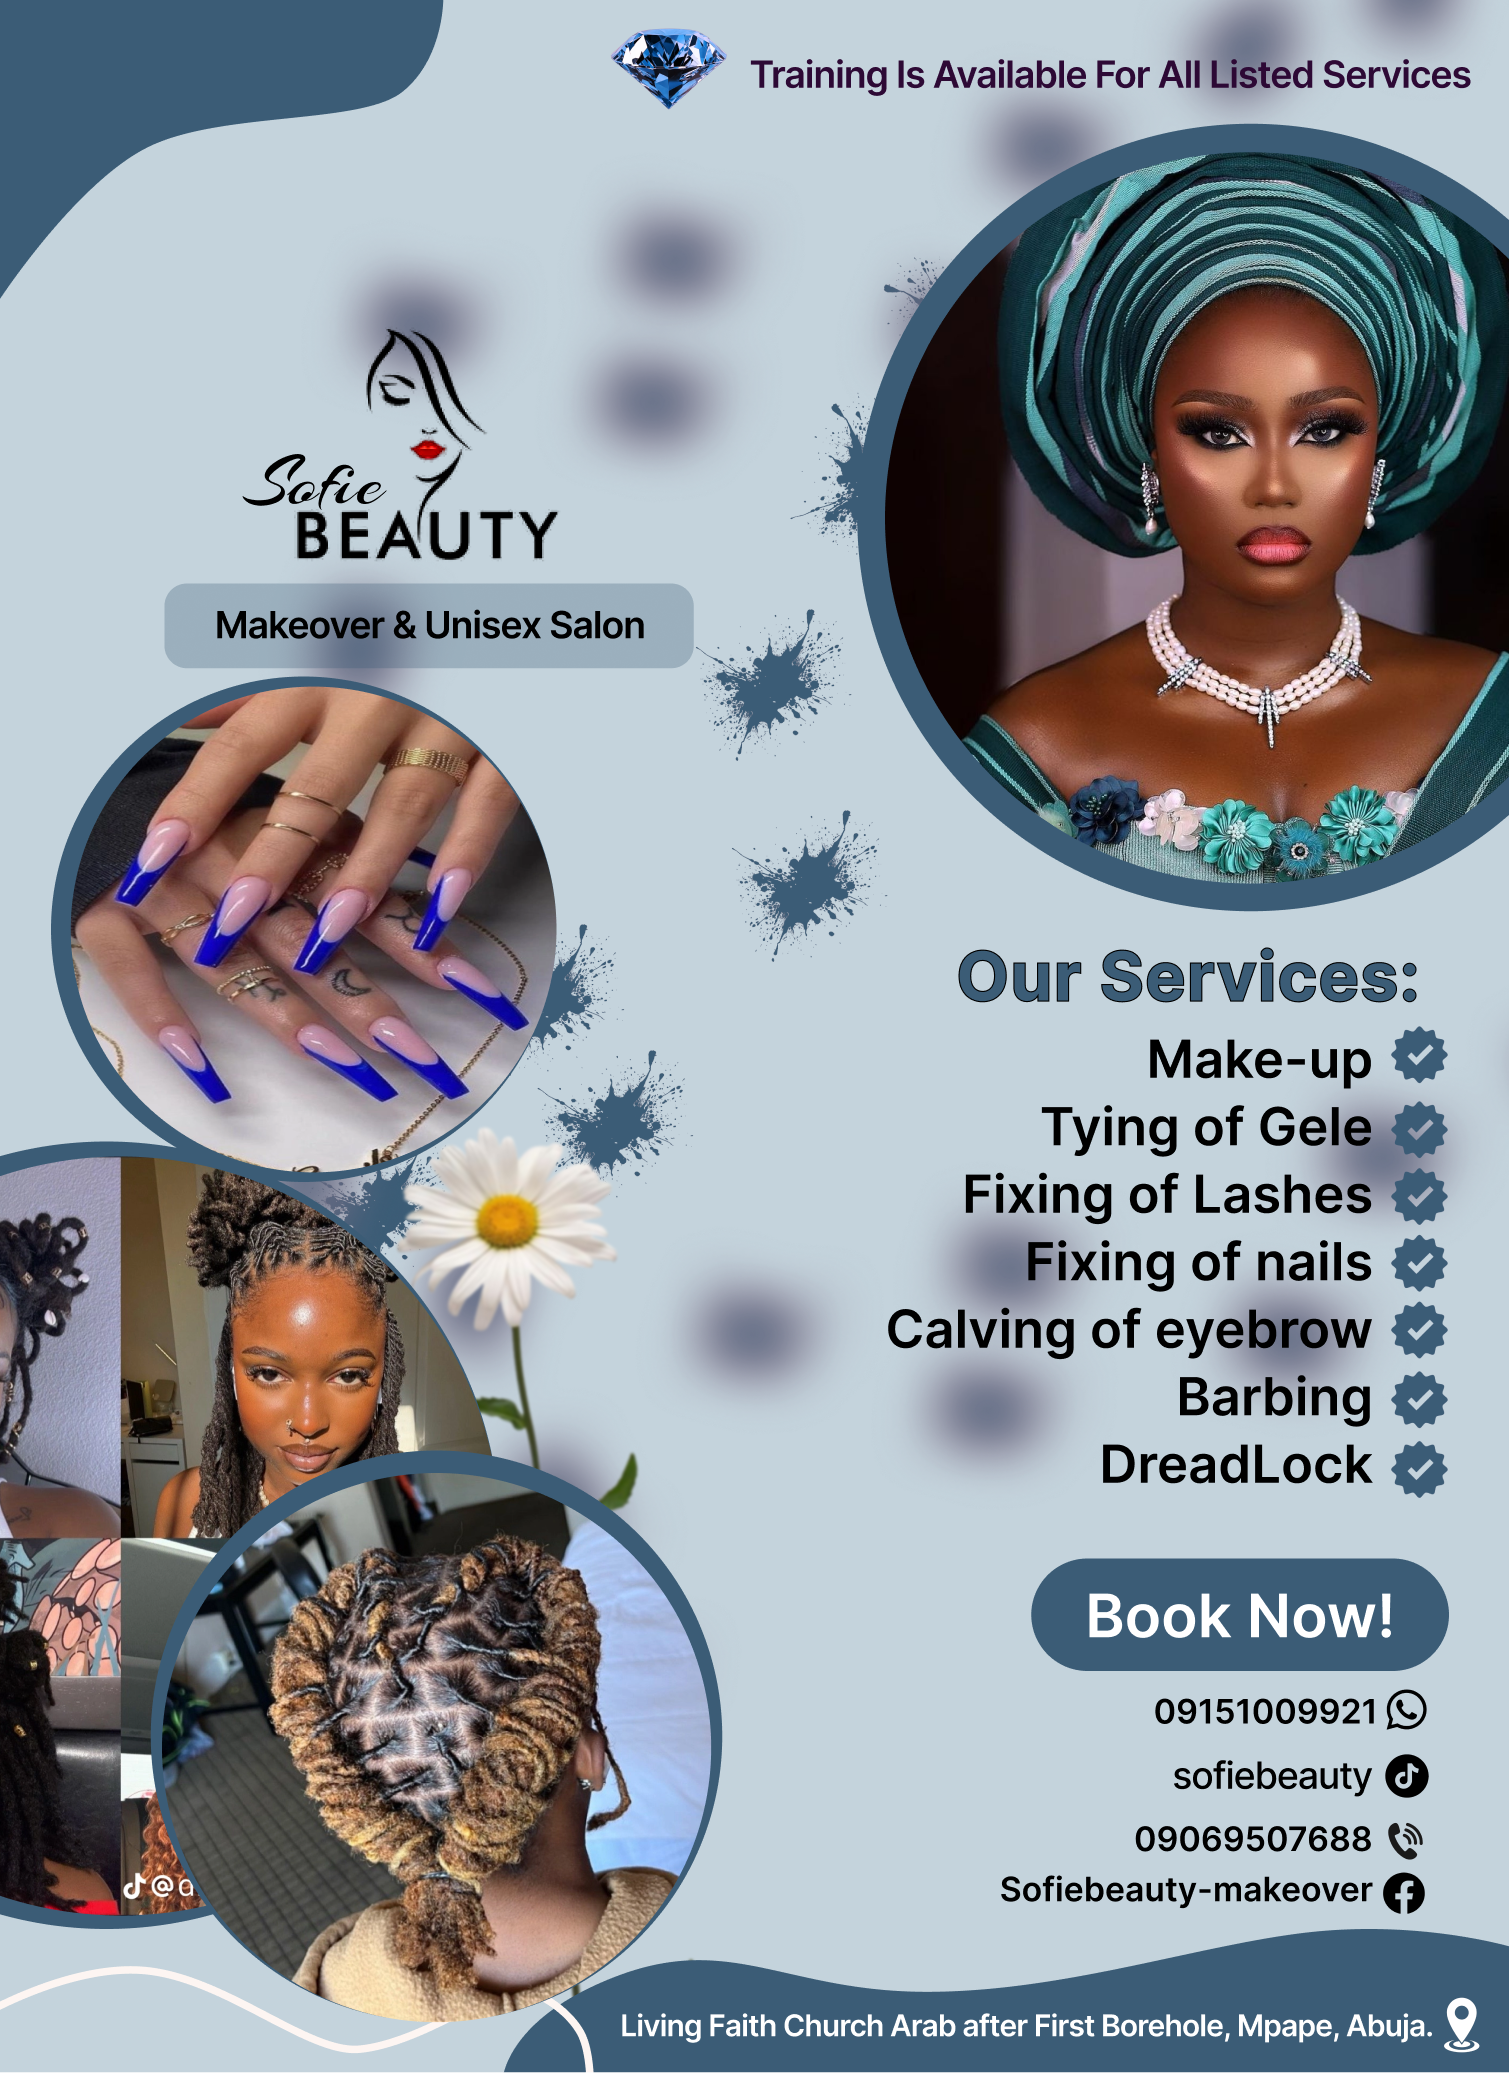 Training Is Available For All Listed Services
Sofie
BEAUTY
Makeover & Unisex Salon
Our Services:
Make-up
Tying of Gele
Fixing of Lashes
Fixing of nails
Calving of eyebrow
Barbing
DreadLock
Book Now!
09151009921
sofiebeauty
09069507688
Sofiebeauty-makeover
Living Faith Church Arab after First Borehole, Mpape, Abuja.